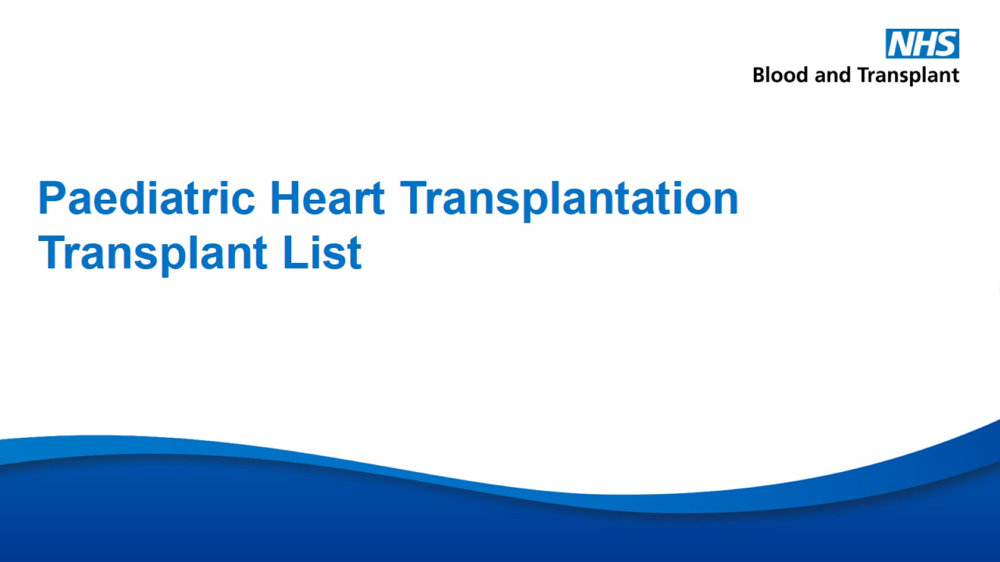 NHS
Blood and Transplant
Paediatric Heart Transplantation
Transplant List